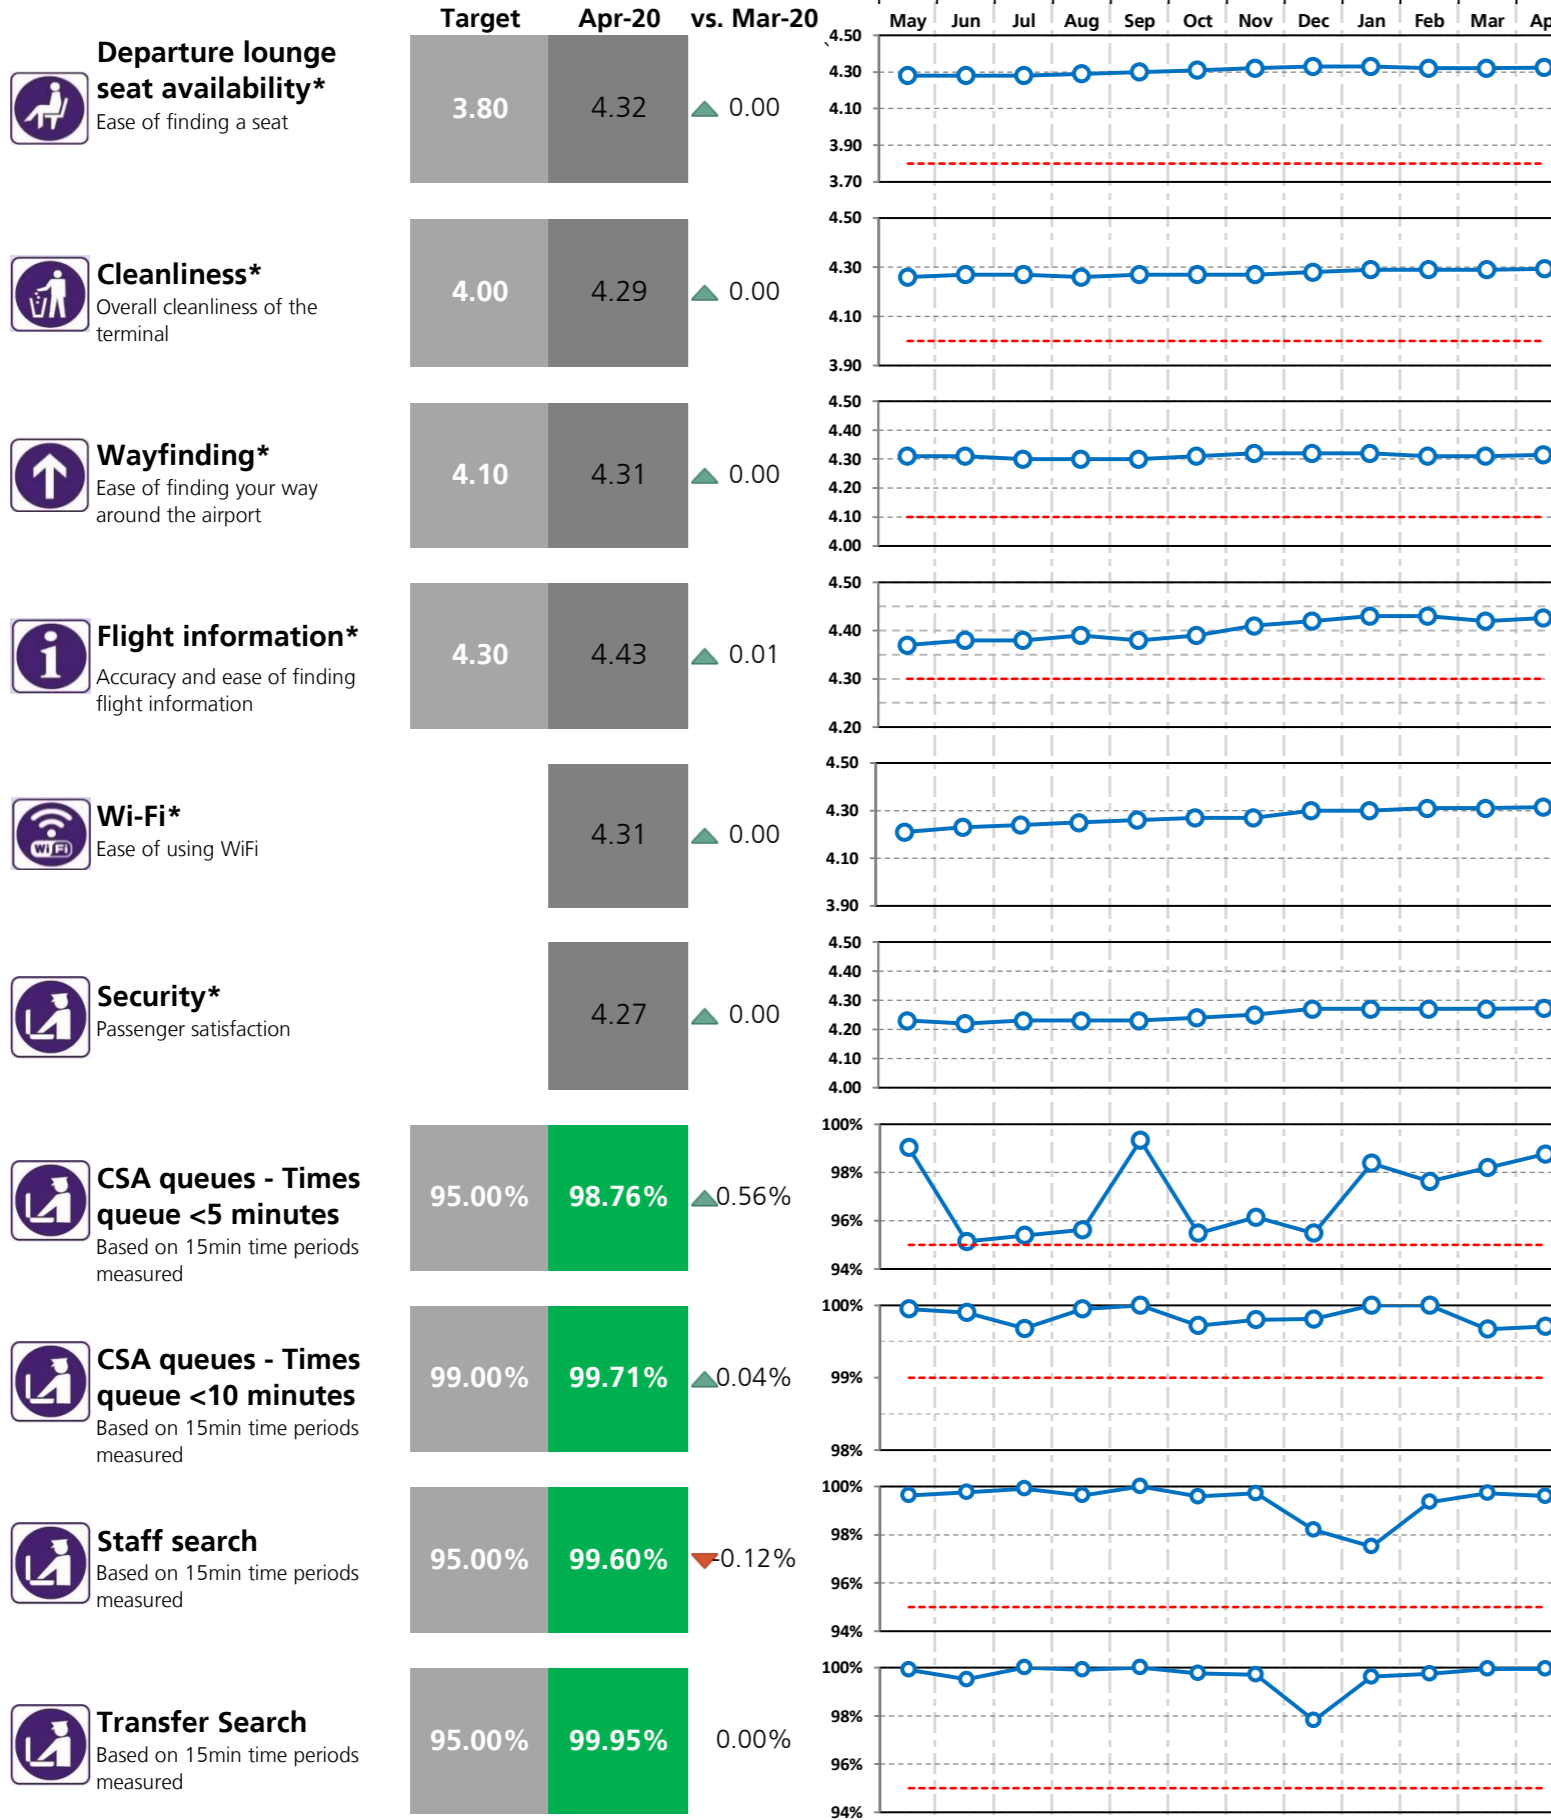 Target Apr-20 vs. Mar-20
May Jun Jul Aug Sep Oct Nov Dec Jan Feb Mar Ap
Departure lounge
seat availability*
Ease of finding a seat
3.80 4.32 0.00
`
4.50
4.30
4.10
3.90
3.70
Cleanliness*
Overall cleanliness of the
terminal
4.00 4.29 0.00
4.50
4.30
4.10
3.90
Wayfinding*
Ease of finding your way
around the airport
4.10 4.31 0.00
4.50
4.40
4.30
4.20
4.10
4.00
Flight information*
Accuracy and ease of finding
flight information
4.30 4.43 0.01
4.50
4.40
4.30
4.20
WiFi
Wi-Fi*
Ease of using WiFi
4.31 0.00
4.50
4.30
4.10
3.90
Security*
Passenger satisfaction
4.27 0.00
4.50
4.40
4.30
4.20
4.10
4.00
CSA queues - Times
queue <5 minutes
Based on 15min time periods
measured
95.00% 98.76% 0.56%
100%
98%
96%
94%
CSA queues - Times
queue <10 minutes
Based on 15min time periods
measured
99.00% 99.71% 0.04%
100%
99%
98%
Staff search
Based on 15min time periods
measured
95.00% 99.60% -0.12%
100%
98%
96%
94%
Transfer Search
Based on 15min time periods
measured
95.00% 99.95% 0.00%
100%
98%
96%
94%